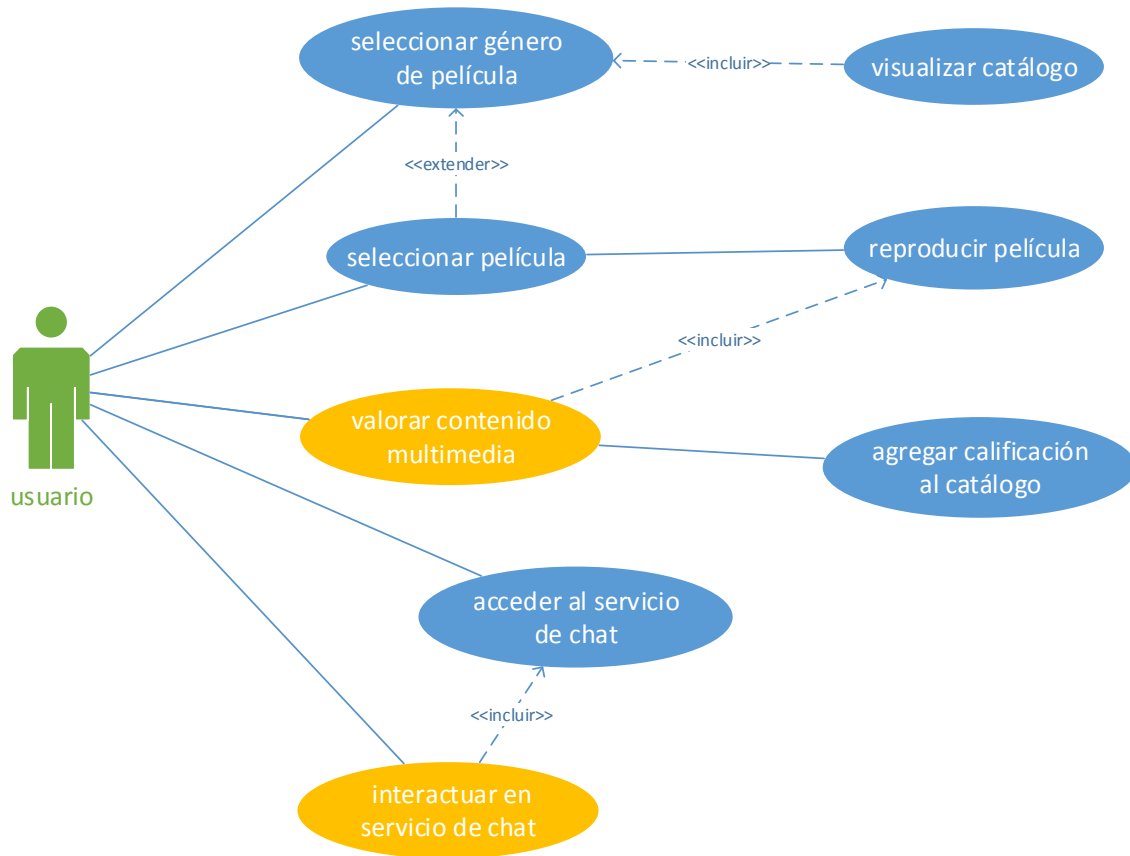 seleccionar género
de película
<<incluir>>
visualizar catálogo
<<extender>>
seleccionar película
reproducir película
<<incluir>>
valorar contenido
multimedia
agregar calificación
al catálogo
usuario
acceder al servicio
de chat
<<incluir>>
interactuar en
servicio de chat